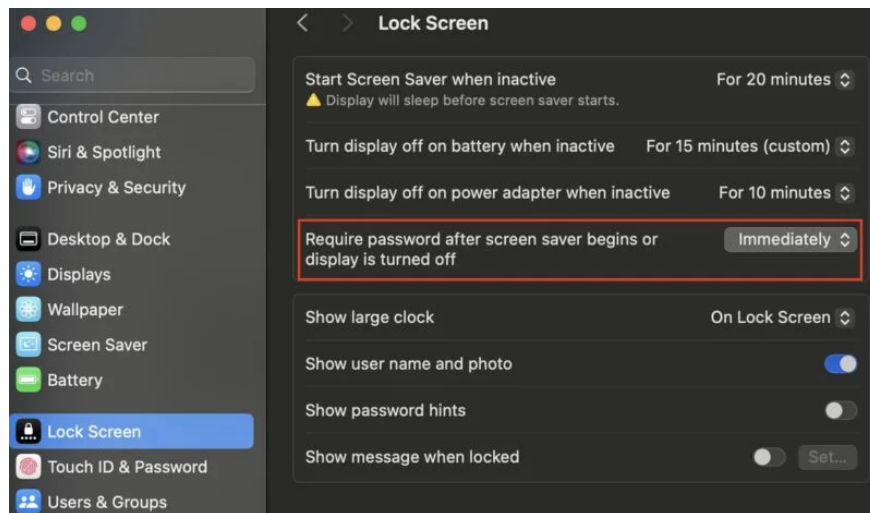 Lock Screen
Search
Control Center
Siri & Spotlight
Privacy & Security
Desktop & Dock
Displays
Wallpaper
Screen Saver
Battery
Lock Screen
Touch ID & Password
Users & Groups
Start Screen Saver when inactive For 20 minutes
Display will sleep before screen saver starts.
Turn display off on battery when inactive For 15 minutes (custom)
Turn display off on power adapter when inactive For 10 minutes
Require password after screen saver begins or Immediately
display is turned off
Show large clock On Lock Screen
Show user name and photo
Show password hints
Show message when locked Set...